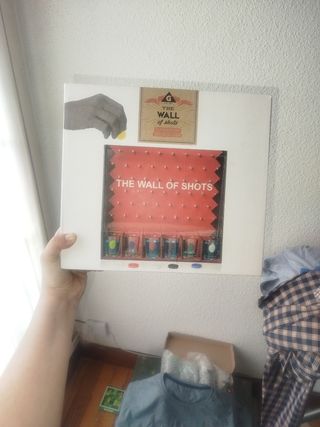 THE
WALL
of shots
THE WALL OF SHOTS